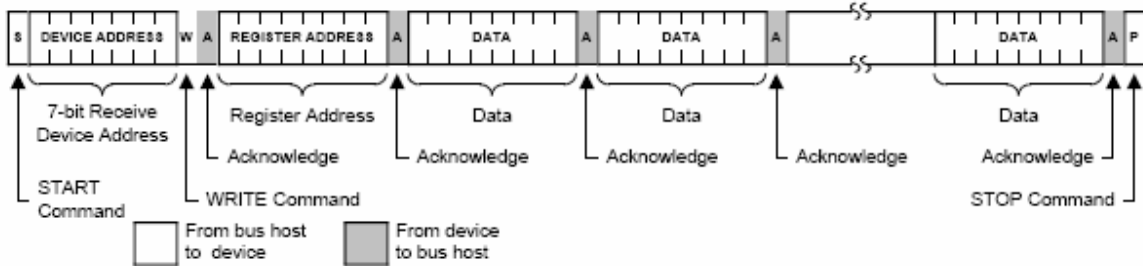 S DEVICE ADDRESS W A REGISTER ADDRESS A DATA A DATA A DATA A P
7-bit Receive
Device Address
Register Address
Data
Data
Data
Acknowledge
Acknowledge
Acknowledge
Acknowledge
Acknowledge
START
Command
WRITE Command
STOP Command
From bus host
to device
From device
to bus host